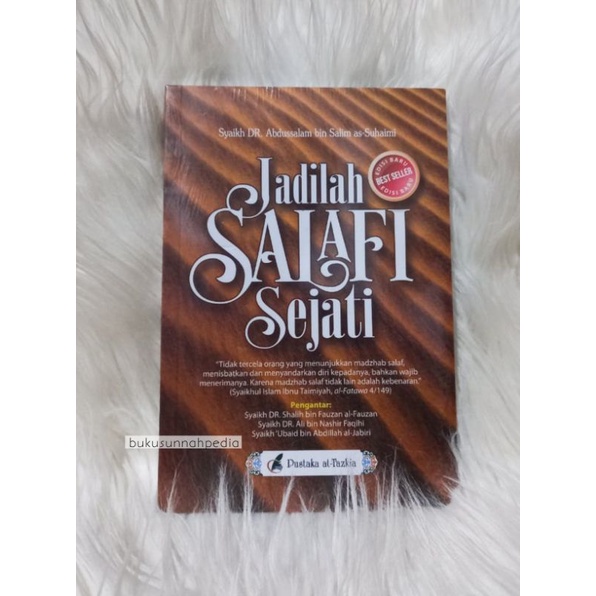 Syaikh DR. Abdussalam bin Salim as-Suhaimi
EDISI BARU
BEST SELLER
EDISI BARU
Jadilah
SALAFI
Sejati
"Tidak tercela orang yang menunjukkan madzhab salaf,
menisbatkan dan menyandarkan diri kepadanya, bahkan wajib
menerimanya. Karena madzhab salaf tidak lain adalah kebenaran."
(Syaikhul Islam Ibnu Taimiyah, al-Fatawa 4/149)
Pengantar:
Syaikh DR. Shalih bin Fauzan al-Fauzan
Syaikh DR. Ali bin Nashir Faqihi
Syaikh 'Ubaid bin Abdillah al-Jabiri
bukusunnahpedia
Pustaka at-Tazkia